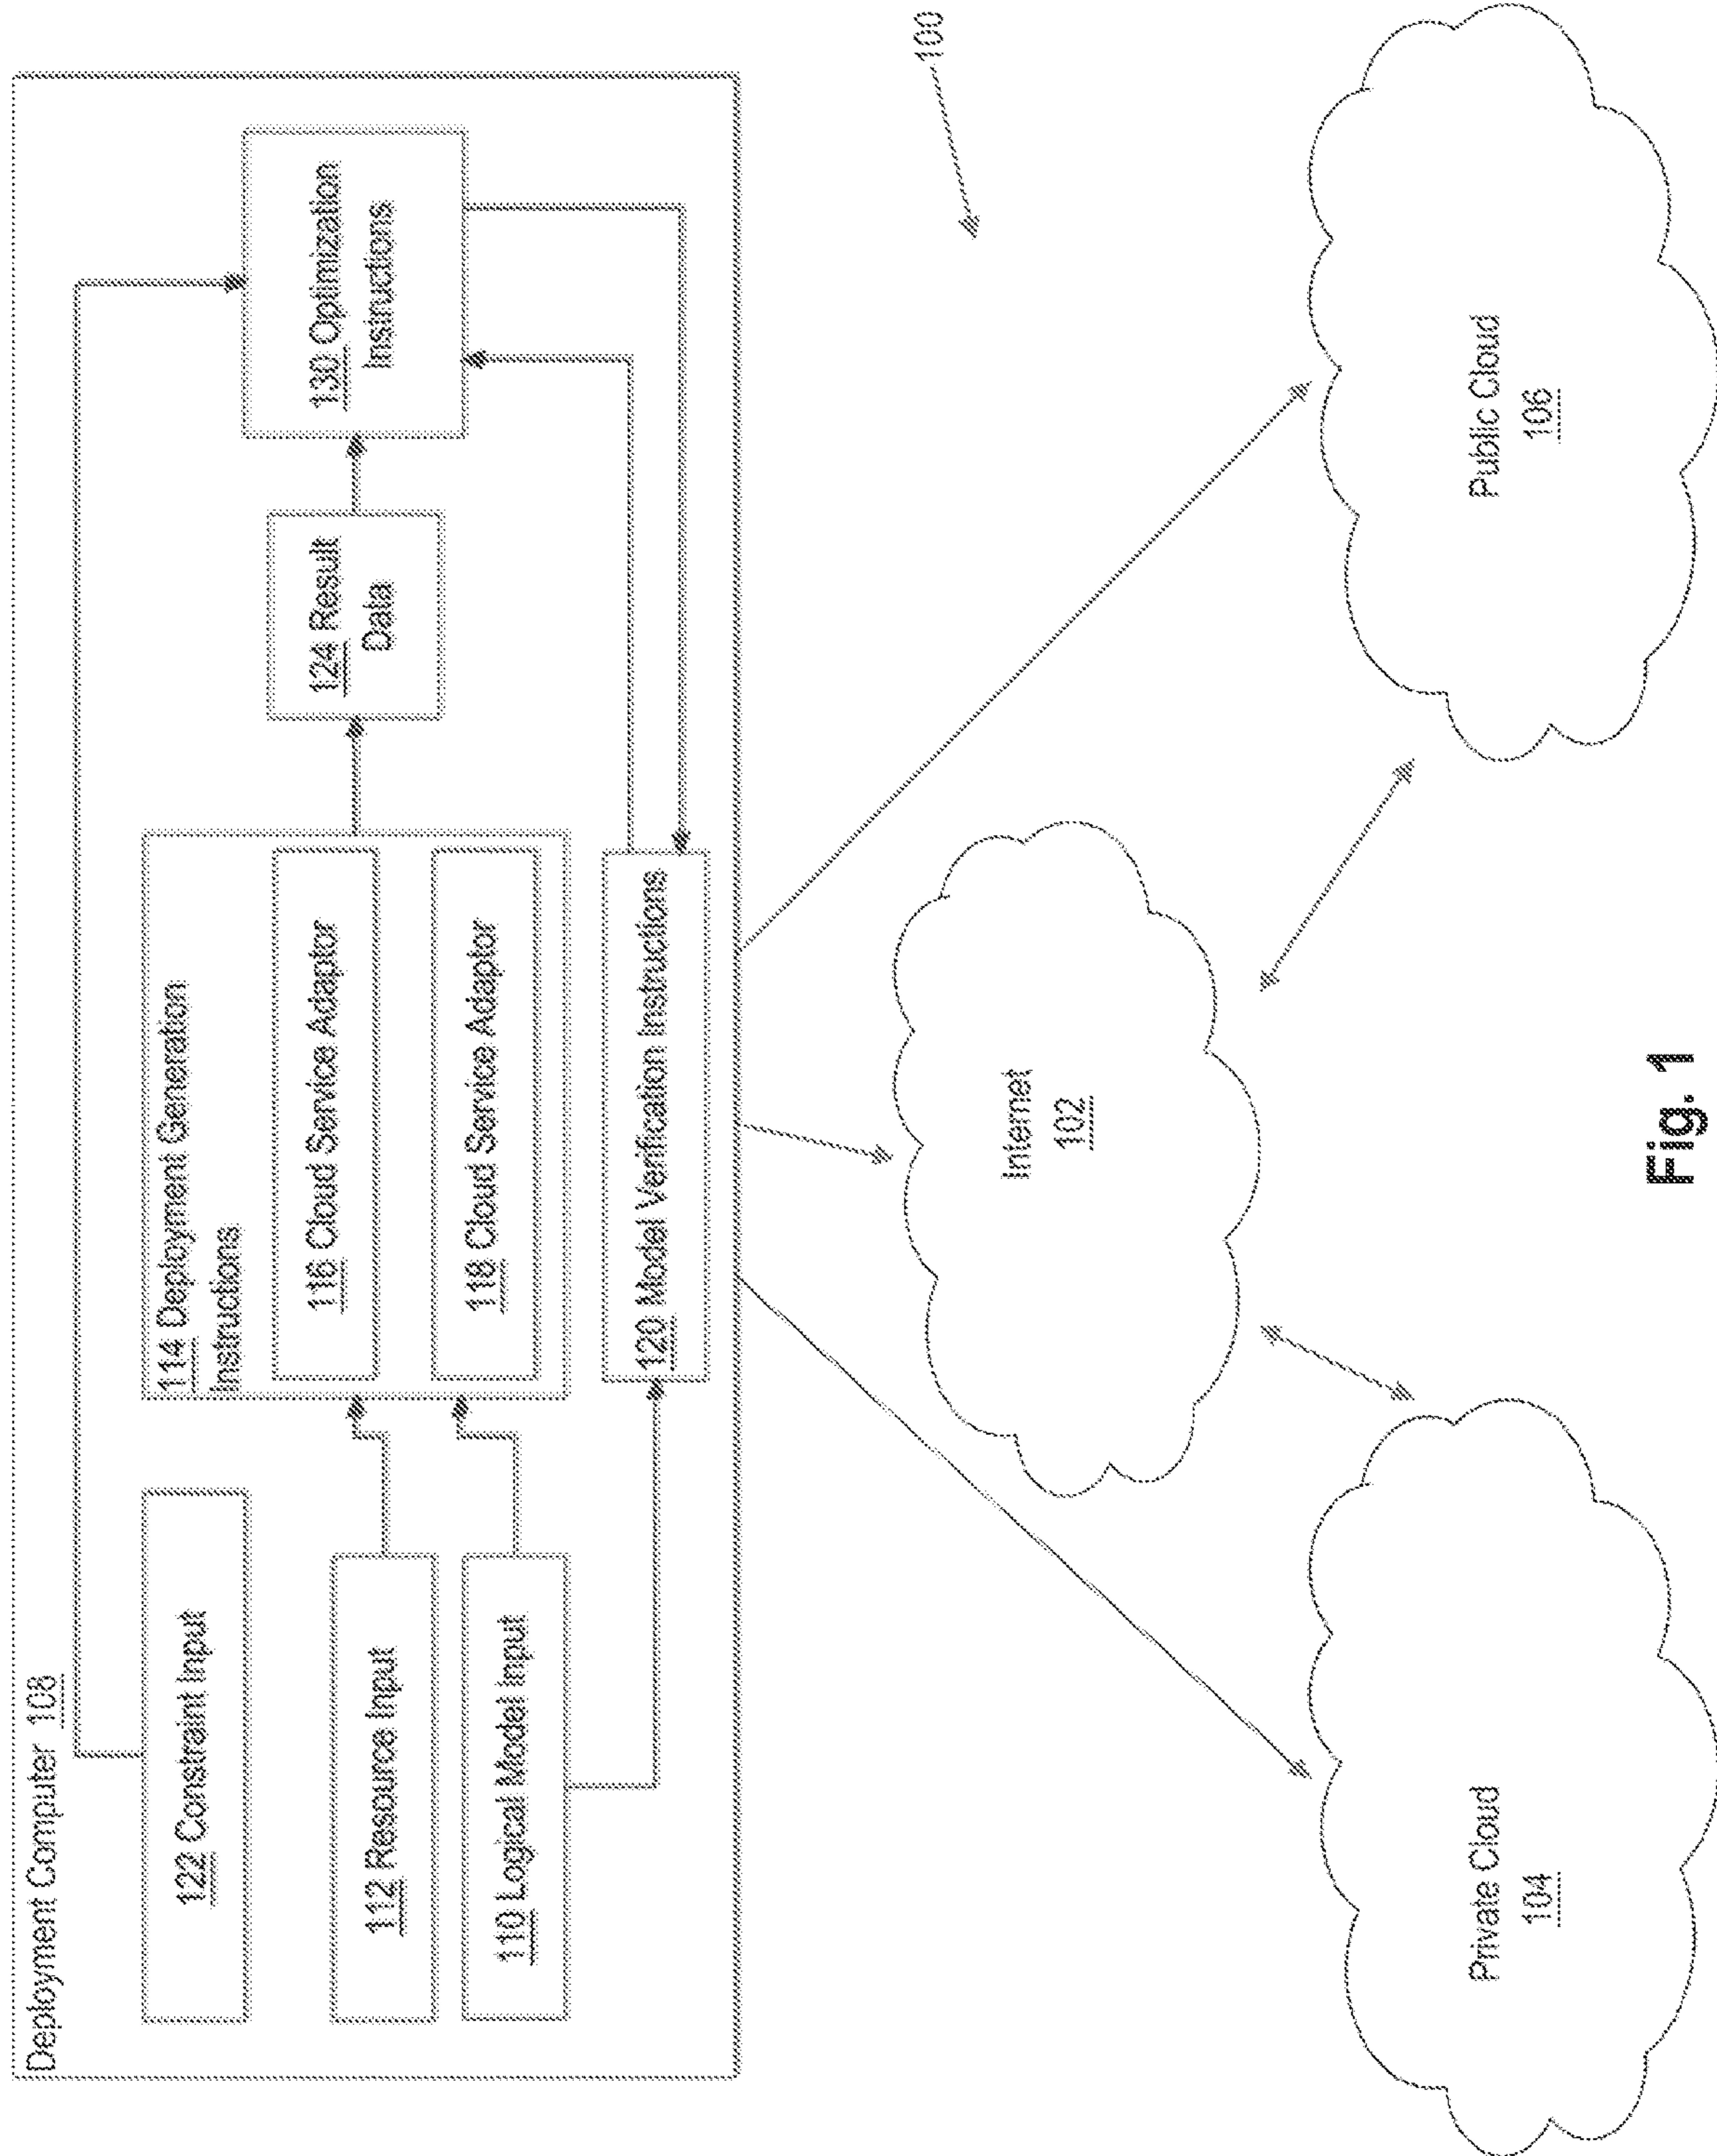 Deployment Computer 108
122 Constraint Input
112 Resource Input
110 Logical Model Input
114 Deployment Generation
Instructions
116 Cloud Service Adaptor
118 Cloud Service Adaptor
120 Model Verification Instructions
124 Result
Data
130 Optimization
Instructions
100
Internet
102
Private Cloud
104
Public Cloud
106
Fig. 1